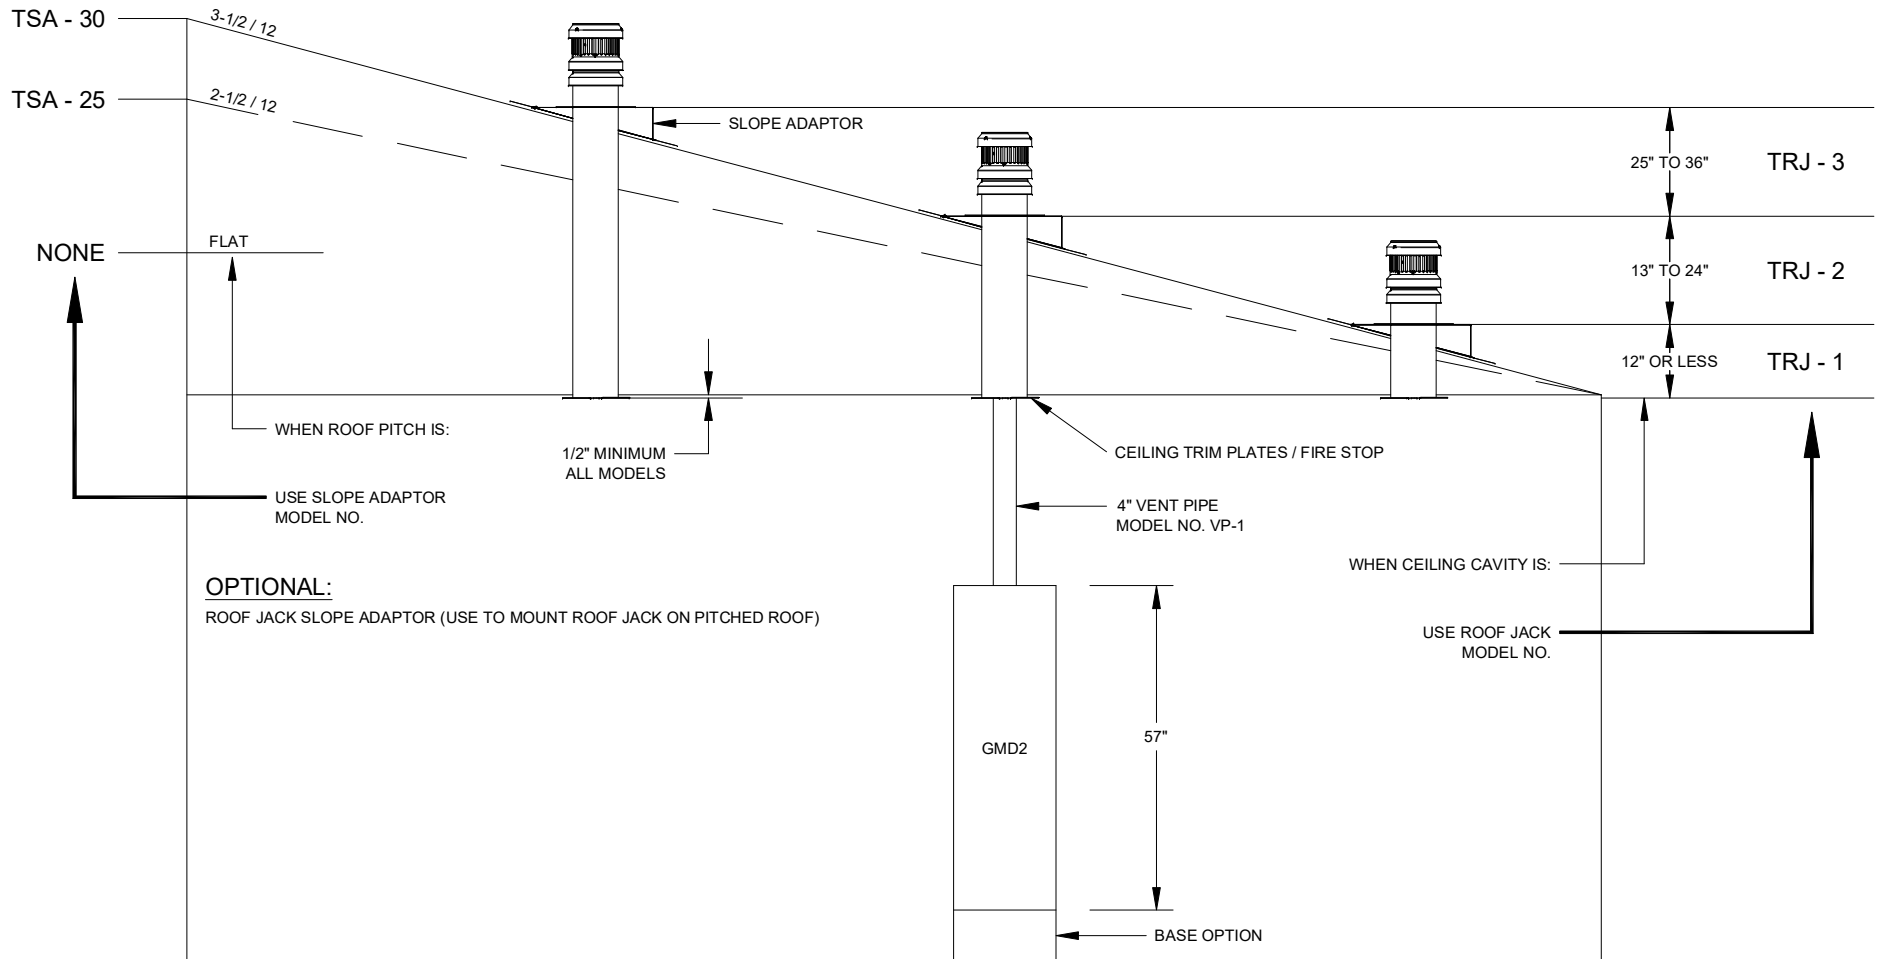 TSA - 30
3-1/2 / 12
TSA - 25
2-1/2 / 12
SLOPE ADAPTOR
25" TO 36"
TRJ - 3
NONE
FLAT
13" TO 24"
TRJ - 2
12" OR LESS
TRJ - 1
WHEN ROOF PITCH IS:
1/2" MINIMUM
ALL MODELS
CEILING TRIM PLATES / FIRE STOP
USE SLOPE ADAPTOR
MODEL NO.
4" VENT PIPE
MODEL NO. VP-1
WHEN CEILING CAVITY IS:
OPTIONAL:
ROOF JACK SLOPE ADAPTOR (USE TO MOUNT ROOF JACK ON PITCHED ROOF)
USE ROOF JACK
MODEL NO.
GMD2
57"
BASE OPTION